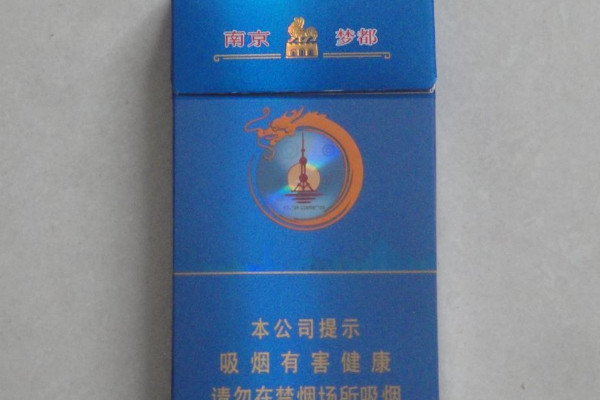 南京 梦都
本公司提示
吸烟有害健康
请勿在禁烟场所吸烟